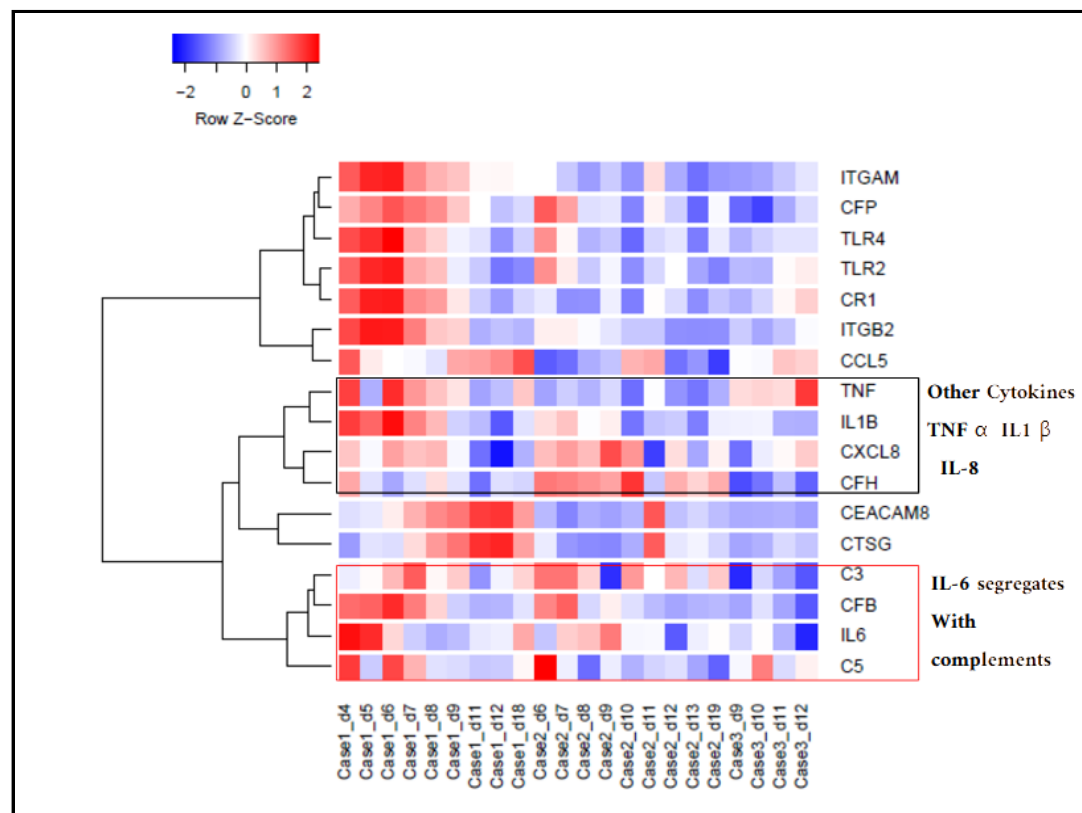 −2 0 1 2
Row Z−Score
ITGAM
CFP
TLR4
TLR2
CR1
ITGB2
CCL5
TNF
IL1B
CXCL8
CFH
CEACAM8
CTSG
C3
CFB
IL6
C5
Other Cytokines
TNF α IL1 β
IL-8
IL-6 segregates
With
complements
Case1_d4
Case1_d5
Case1_d6
Case1_d7
Case1_d8
Case1_d9
Case1_d11
Case1_d12
Case1_d18
Case2_d6
Case2_d7
Case2_d8
Case2_d9
Case2_d10
Case2_d11
Case2_d12
Case2_d13
Case2_d19
Case3_d9
Case3_d10
Case3_d11
Case3_d12